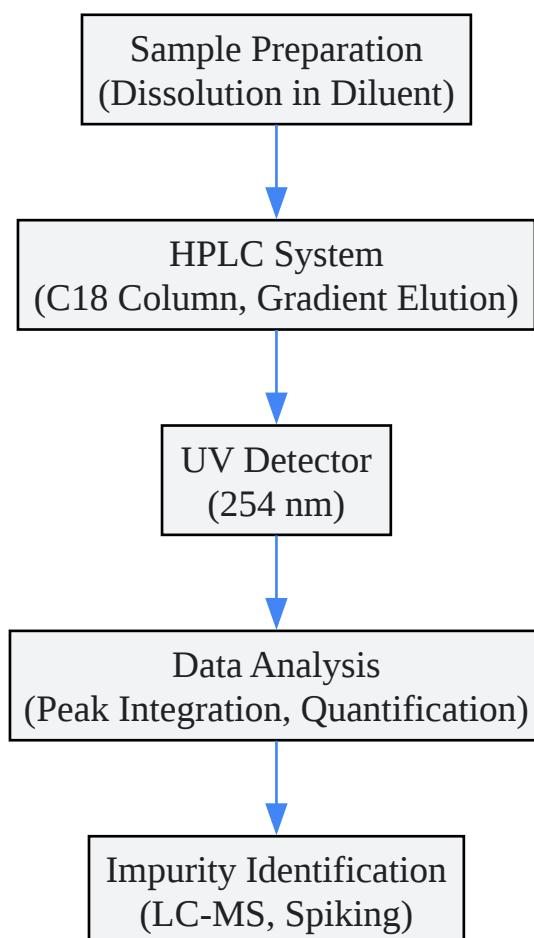 Sample Preparation
(Dissolution in Diluent)
HPLC System
(C18 Column, Gradient Elution)
UV Detector
(254 nm)
Data Analysis
(Peak Integration, Quantification)
Impurity Identification
(LC-MS, Spiking)